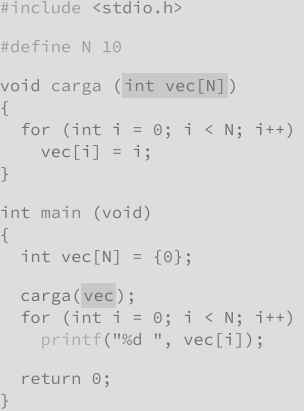 #include <stdio.h>

#define N 10

void carga (int vec[N])
{
  for (int i = 0; i < N; i++)
    vec[i] = i;
}

int main (void)
{
  int vec[N] = {0};

  carga(vec);
  for (int i = 0; i < N; i++)
    printf("%d ", vec[i]);

  return 0;
}